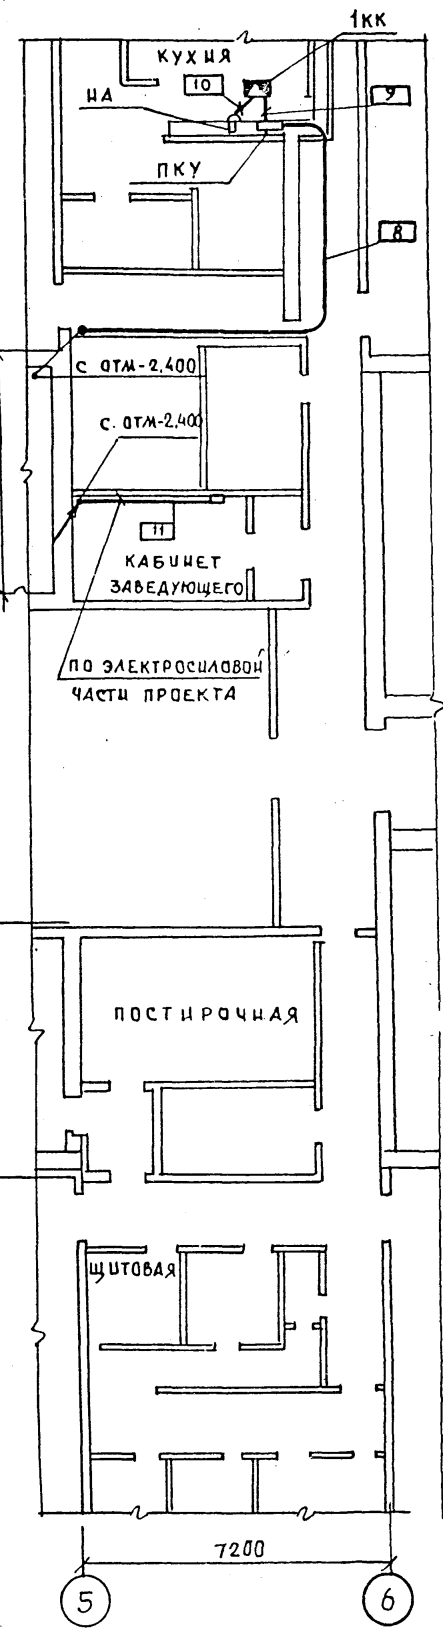 1КК
КУХНЯ
10
9
НА
ПКУ
8
С. ОТМ-2,400
С. ОТМ-2,400
11
КАБИНЕТ
ЗАВЕДУЮЩЕГО
ПО ЭЛЕКТРОСИЛОВОЙ
ЧАСТИ ПРОЕКТА
ПОСТИРОЧНАЯ
ЩИТОВАЯ
7200
5
6